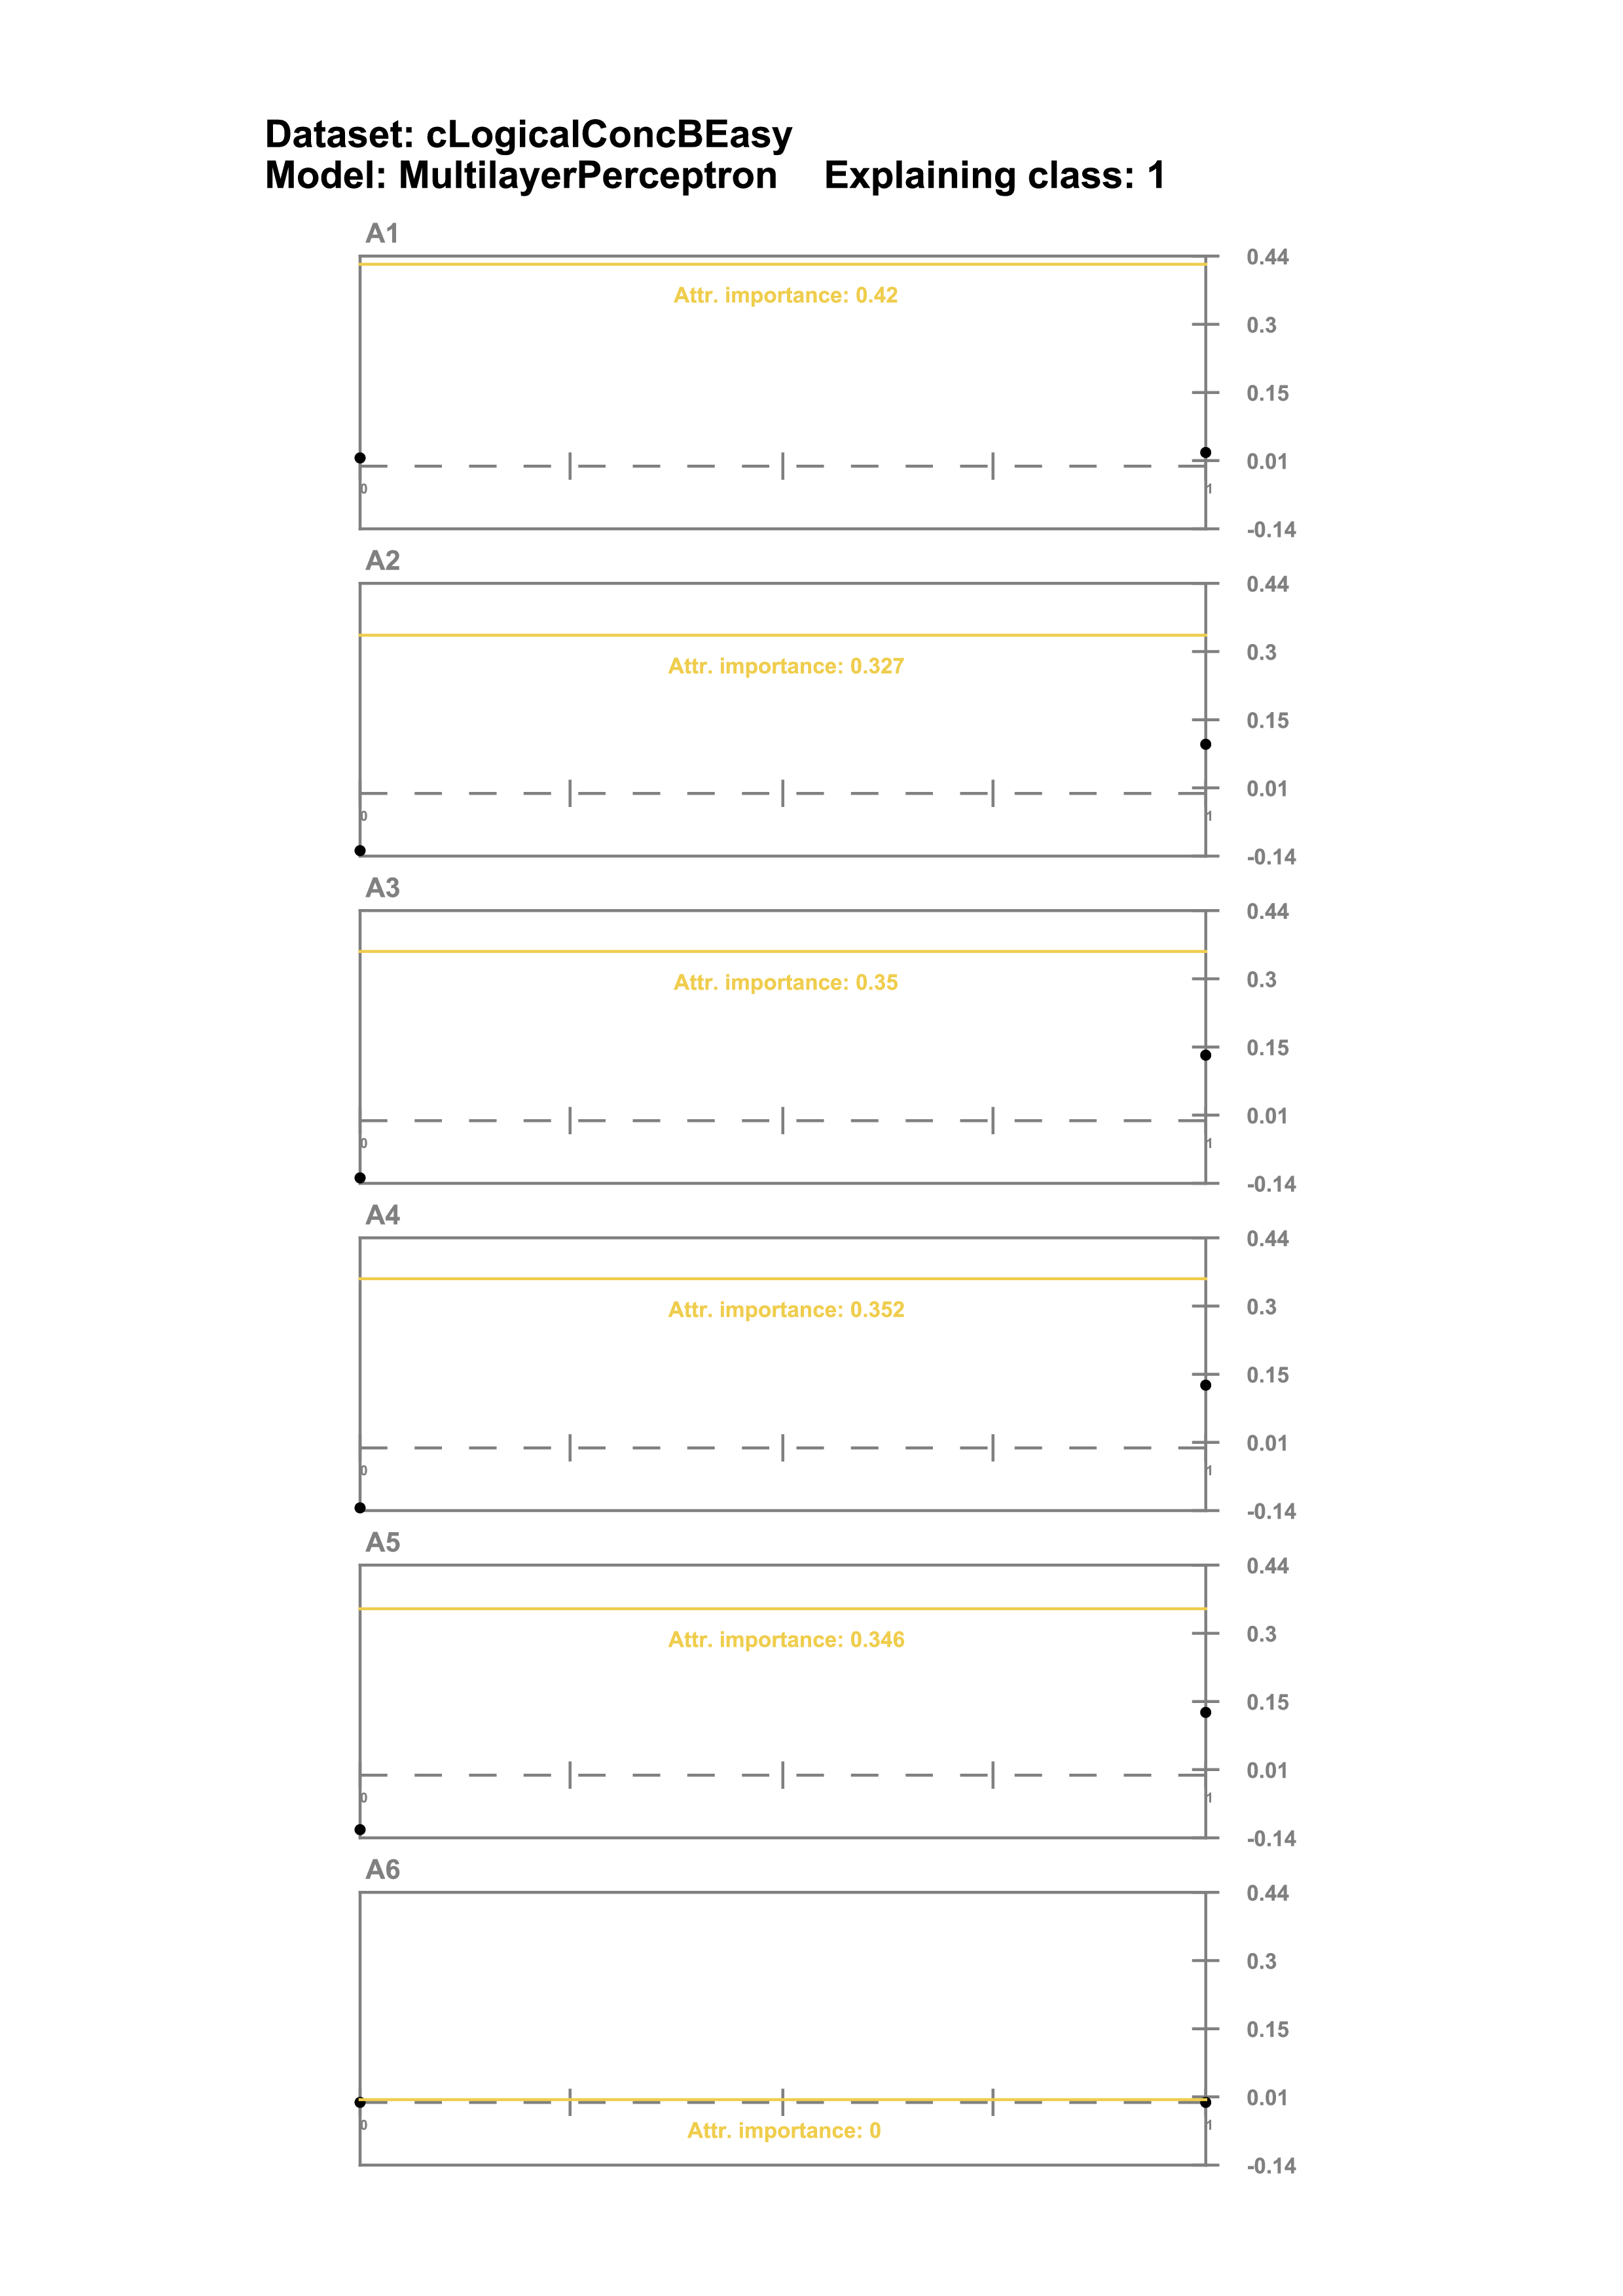 Dataset: cLogicalConcBEasy
Model: MultilayerPerceptron Explaining class: 1
A1
0.44
Attr. importance: 0.42
0.3
0.15
0.01
0 1
-0.14
A2
0.44
0.3
Attr. importance: 0.327
0.15
0.01
0 1
-0.14
A3
0.44
0.3
Attr. importance: 0.35
0.15
0.01
0 1
-0.14
A4
0.44
0.3
Attr. importance: 0.352
0.15
0.01
0 1
-0.14
A5
0.44
0.3
Attr. importance: 0.346
0.15
0.01
0 1
-0.14
A6
0.44
0.3
0.15
0.01
0 1
Attr. importance: 0
-0.14